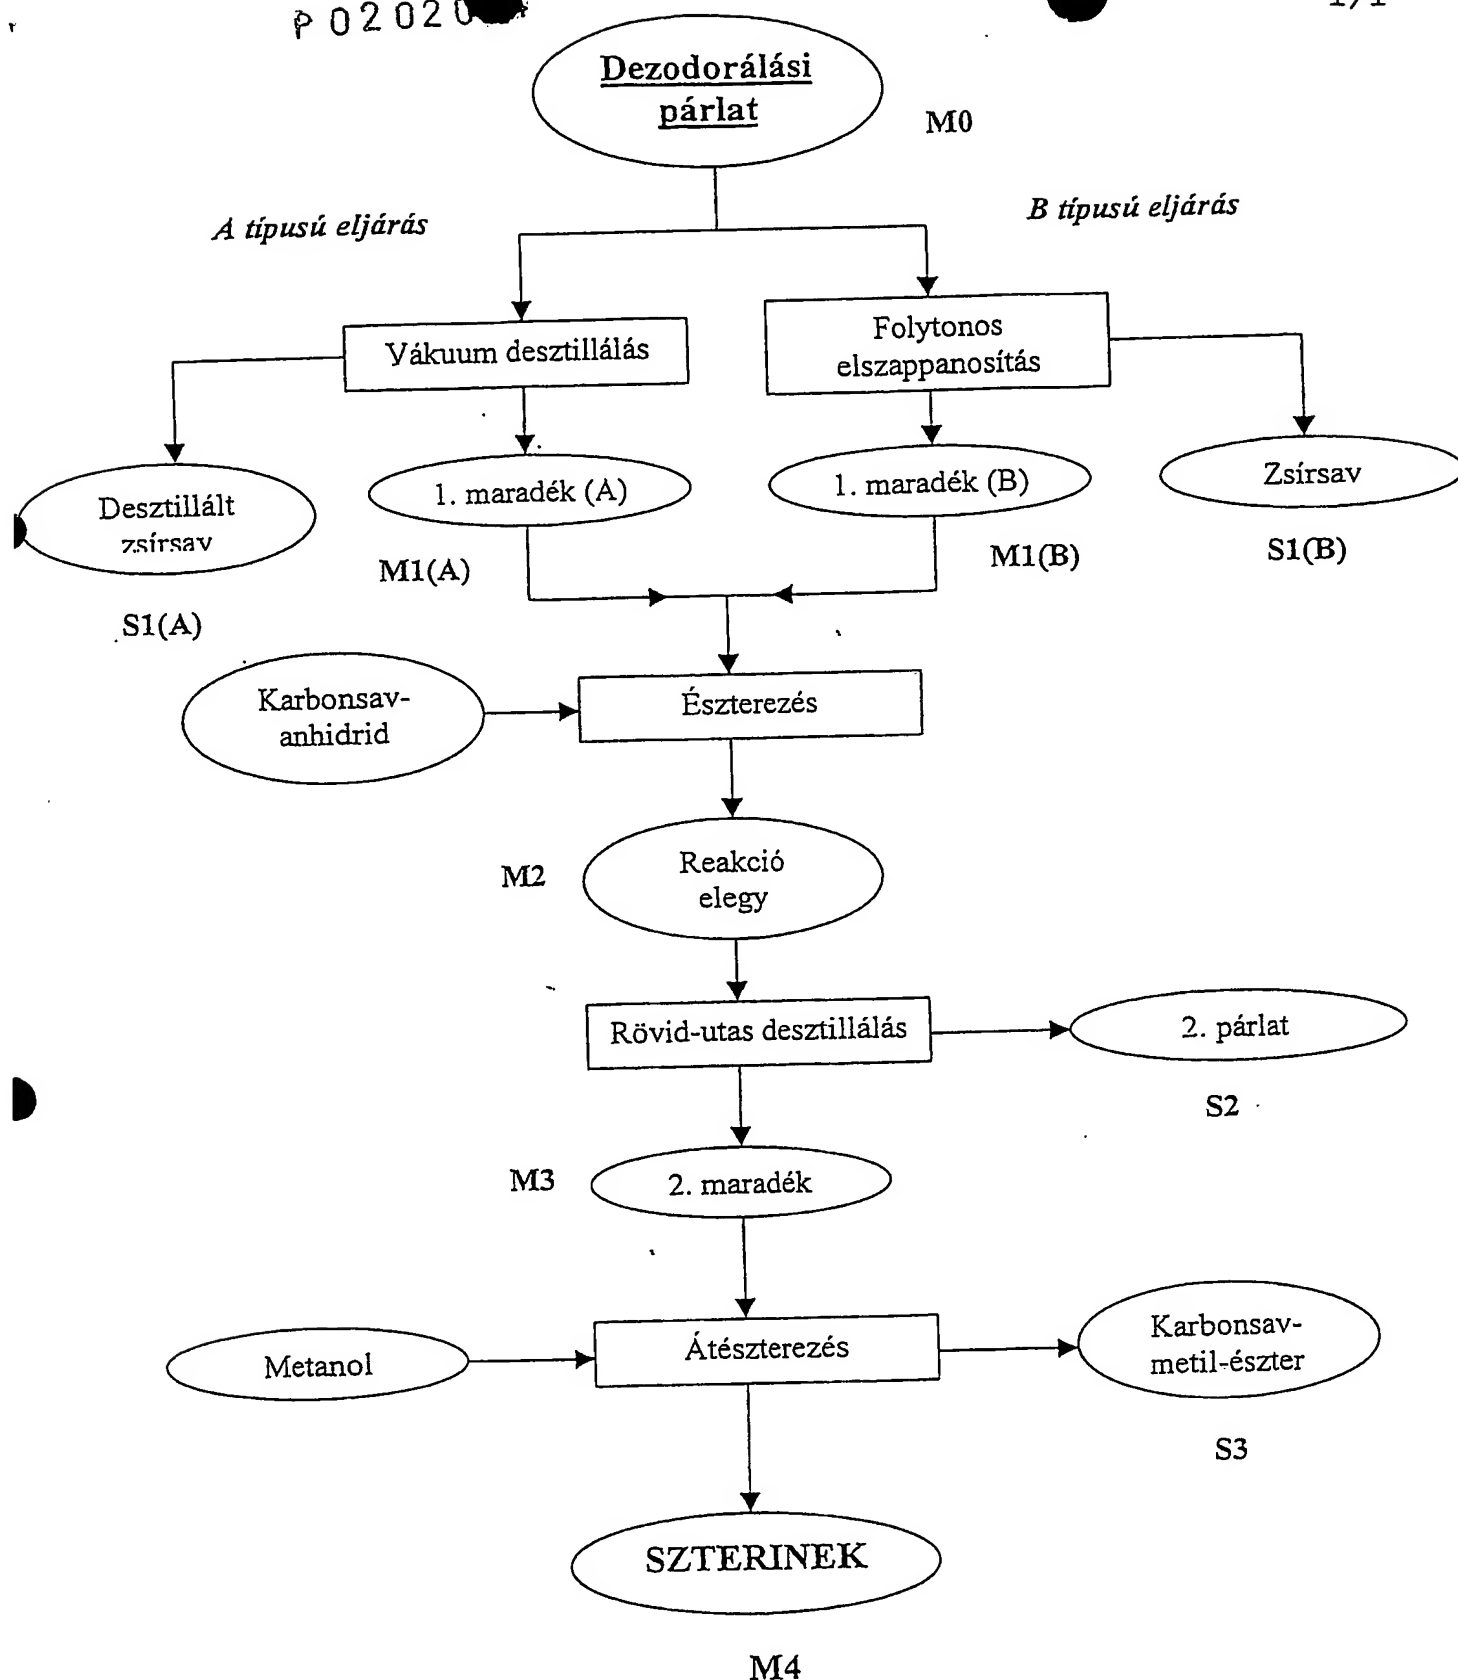 P 0 2 0 2 0
1/1
Dezodorálási
párlat
M0
A típusú eljárás
B típusú eljárás
Vákuum desztillálás
Folytonos
elszappanosítás
Desztillált
zsírsav
1. maradék (A)
1. maradék (B)
Zsírsav
S1(A)
M1(A)
M1(B)
S1(B)
Karbonsav-
anhidrid
Észterezés
M2
Reakció
elegy
Rövid-utas desztillálás
2. párlat
S2
M3
2. maradék
Metanol
Átészterezés
Karbonsav-
metil-észter
S3
SZTERINEK
M4